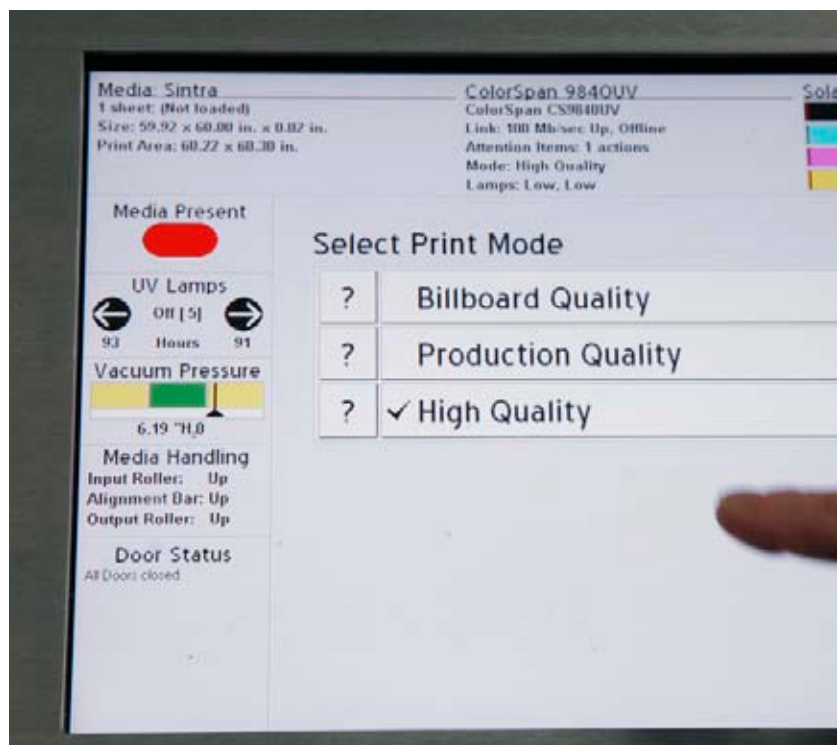 Media: Sintra
1 sheet: (Not loaded)
Size: 59.92 x 60.00 in. x 0.02 in.
Print Area: 60.22 x 60.30 in.
ColorSpan 9840UV
ColorSpan CS9840UV
Link: 100 Mb/sec Up, Offline
Attention Items: 1 actions
Mode: High Quality
Lamps: Low, Low
Sola
Media Present
UV Lamps
Off [5]
93 Hours 91
Vacuum Pressure
6.19 "H₂0
Media Handling
Input Roller: Up
Alignment Bar: Up
Output Roller: Up
Door Status
All Doors closed.
Select Print Mode
? Billboard Quality
? Production Quality
? ✓ High Quality